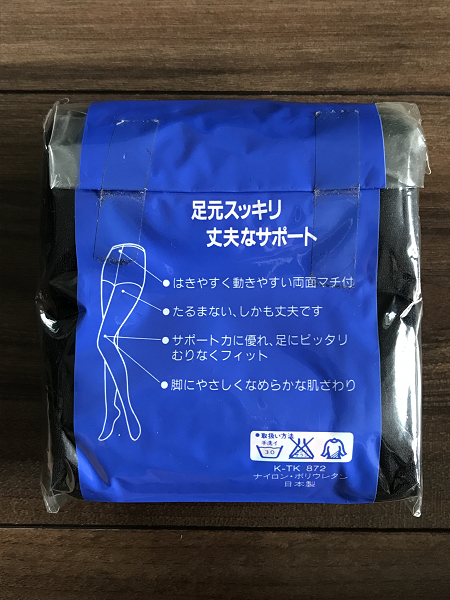 足元スッキリ
丈夫なサポート
はきやすく動きやすい両面マチ付
たるまない、しかも丈夫です
サポート力に優れ、足にピッタリ
むりなくフィット
脚にやさしくなめらかな肌ざわり
●取扱い方法
手洗イ
30
K-TK 872
ナイロン・ポリウレタン
日本製